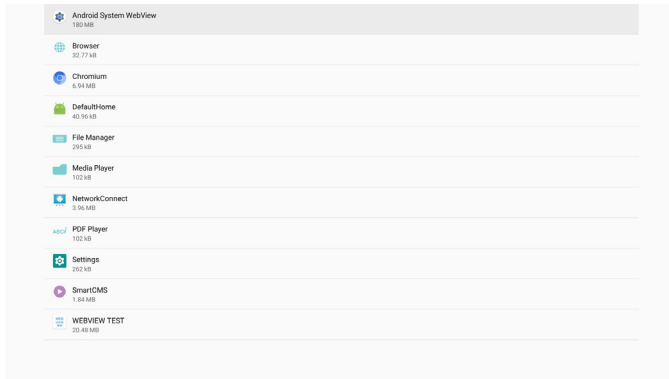 Android System WebView
180 MB
Browser
32.77 kB
Chromium
6.94 MB
DefaultHome
40.96 kB
File Manager
295 kB
Media Player
102 kB
NetworkConnect
3.96 MB
PDF Player
102 kB
Settings
262 kB
SmartCMS
1.84 MB
WEBVIEW TEST
20.48 MB